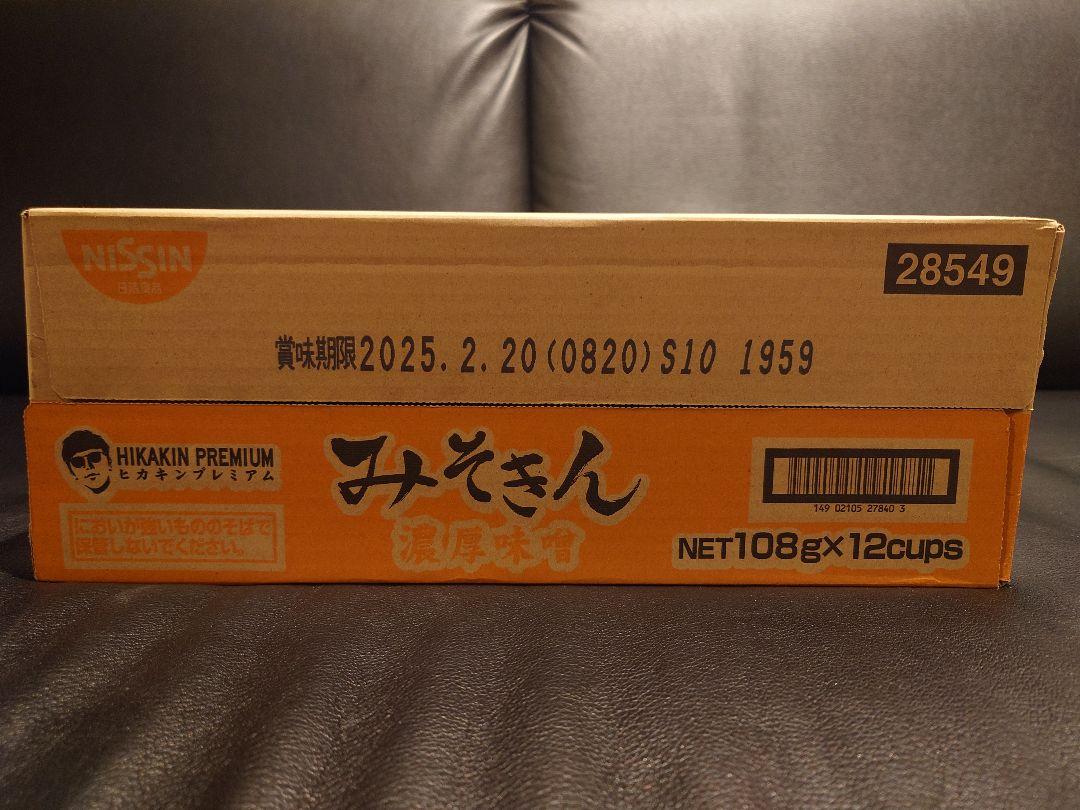 NISSIN
日清食品
28549
賞味期限2025.2.20(0820)S10 1959
HIKAKIN PREMIUM
ヒカキンプレミアム
みそきん
濃厚味噌
においが強いもののそばで
保管しないでください。
149 02105 27840 3
NET108g×12cups